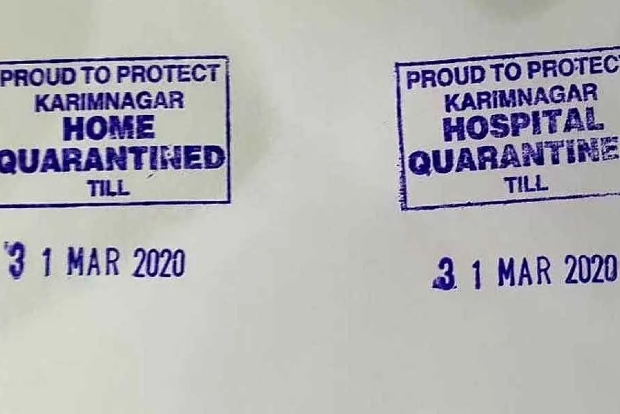 PROUD TO PROTECT
KARIMNAGAR
HOME
QUARANTINED
TILL
31 MAR 2020
PROUD TO PROTECT
KARIMNAGAR
HOSPITAL
QUARANTINE
TILL
31 MAR 2020